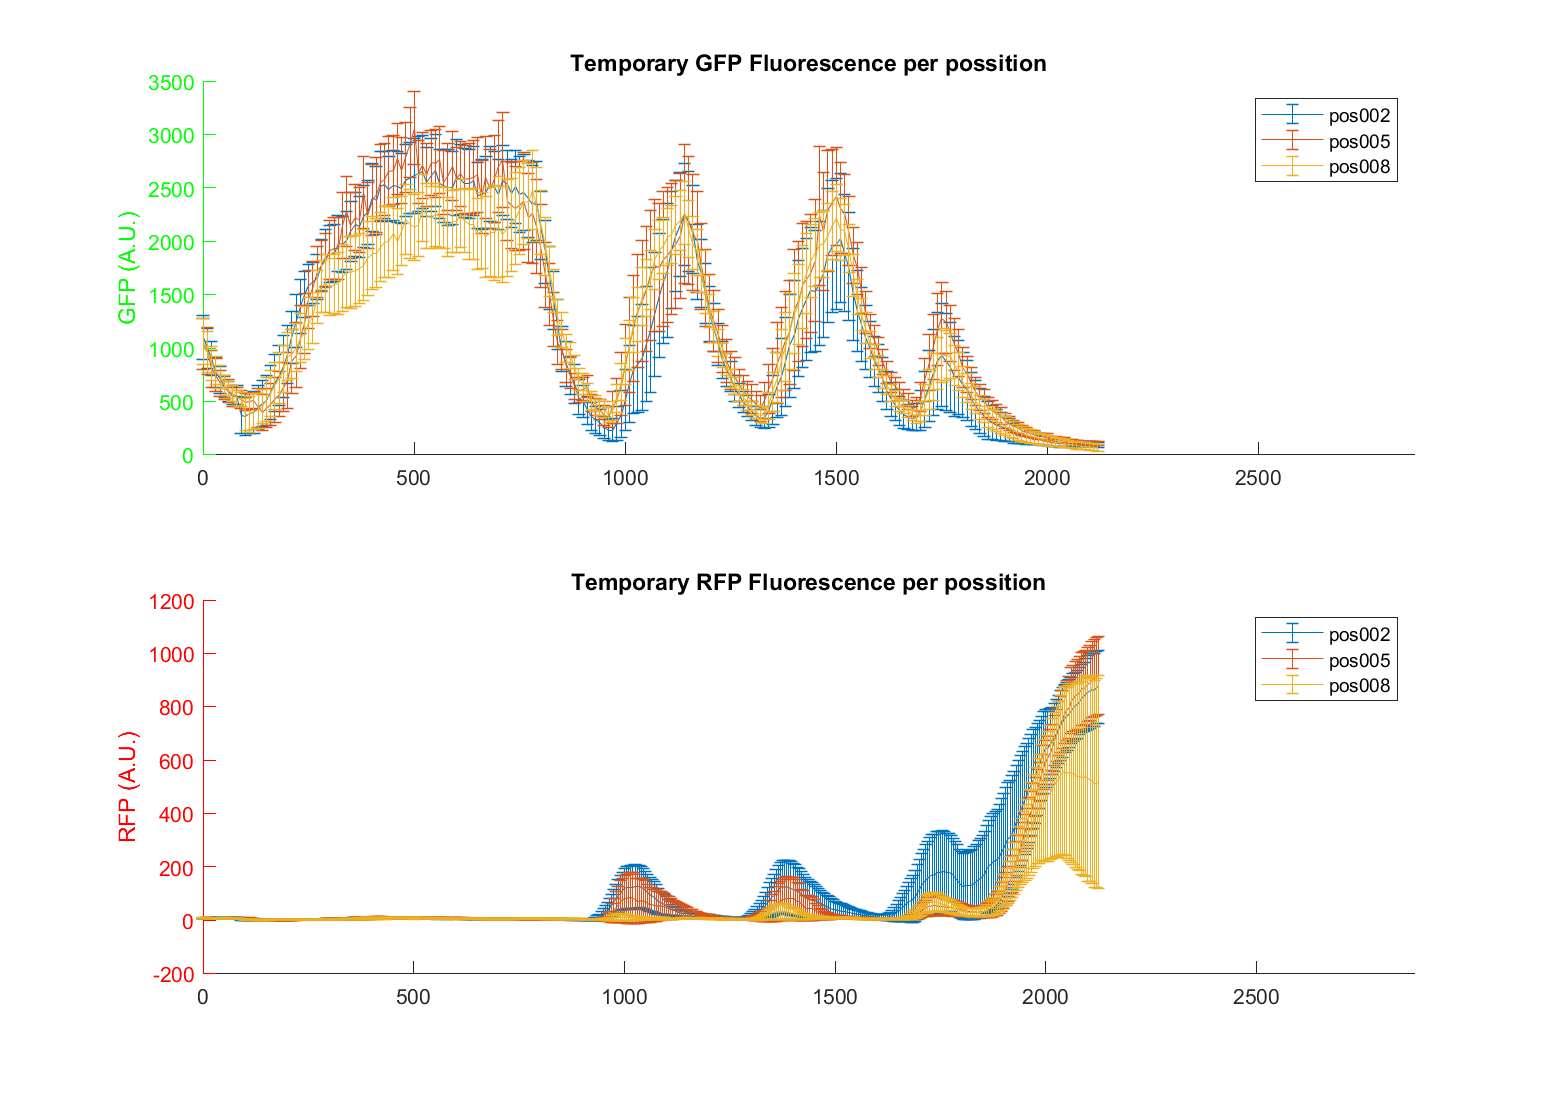 Temporary GFP Fluorescence per possition
3500
3000
2500
2000
1500
1000
500
0
GFP (A.U.)
pos002
pos005
pos008
0 500 1000 1500 2000 2500
Temporary RFP Fluorescence per possition
1200
1000
800
600
400
200
0
-200
RFP (A.U.)
pos002
pos005
pos008
0 500 1000 1500 2000 2500